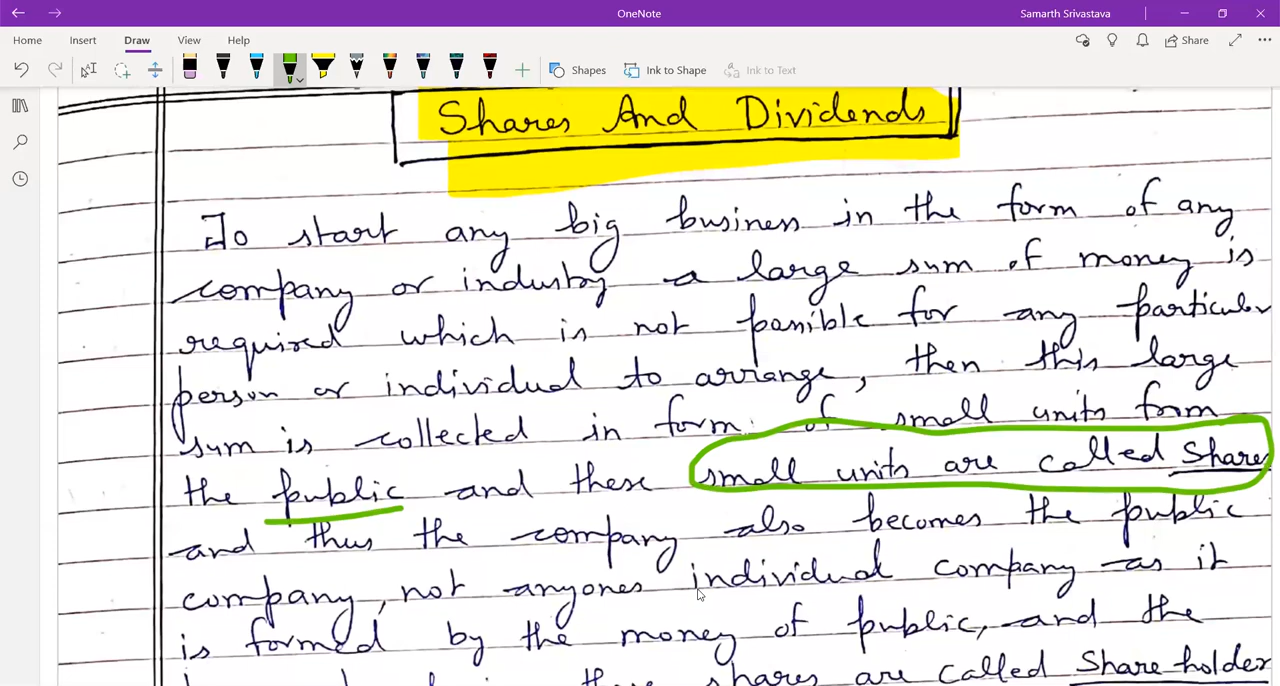 OneNote
Samarth Srivastava
Home Insert Draw View Help
Share
Shapes
Ink to Shape
Ink to Text
Shares And Dividends
To start any big business in the form of any
company or industry a large sum of money is
required which is not possible for any particular
person or individual to arrange, then this large
sum is collected in form of small units form
the public and these small units are called Share
and thus the company also becomes the public
company, not anyones individual company as it
is formed by the money of public, and the
these shares are called Shareholder